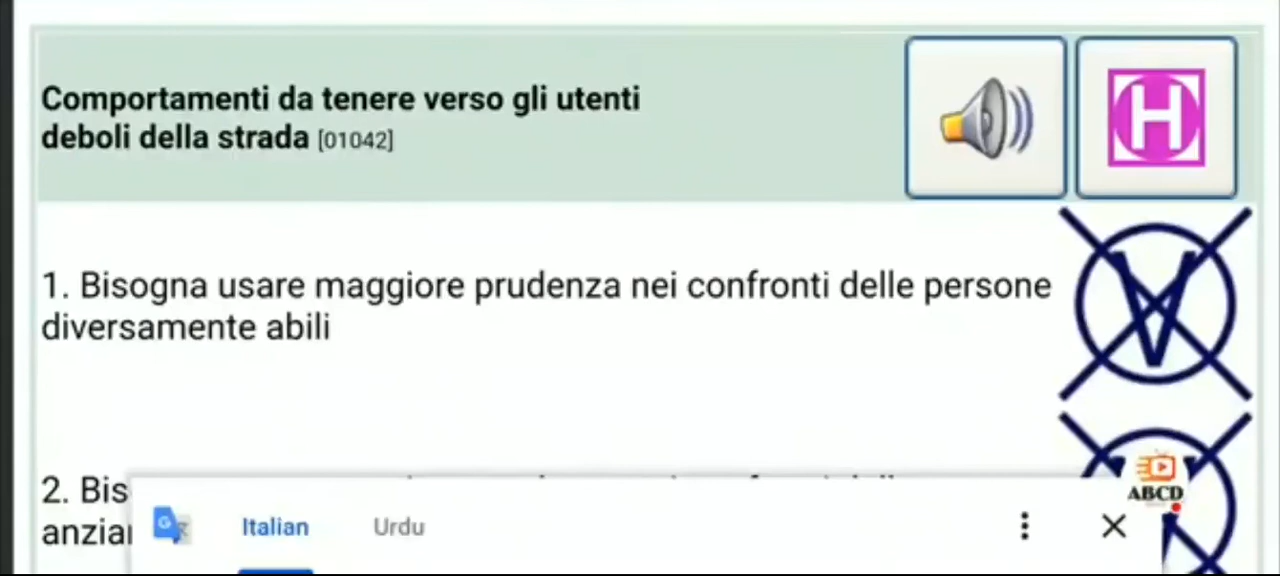 Comportamenti da tenere verso gli utenti
deboli della strada [01042]
H
1. Bisogna usare maggiore prudenza nei confronti delle persone
diversamente abili
V
2. Bis
ABCD
Italian Urdu